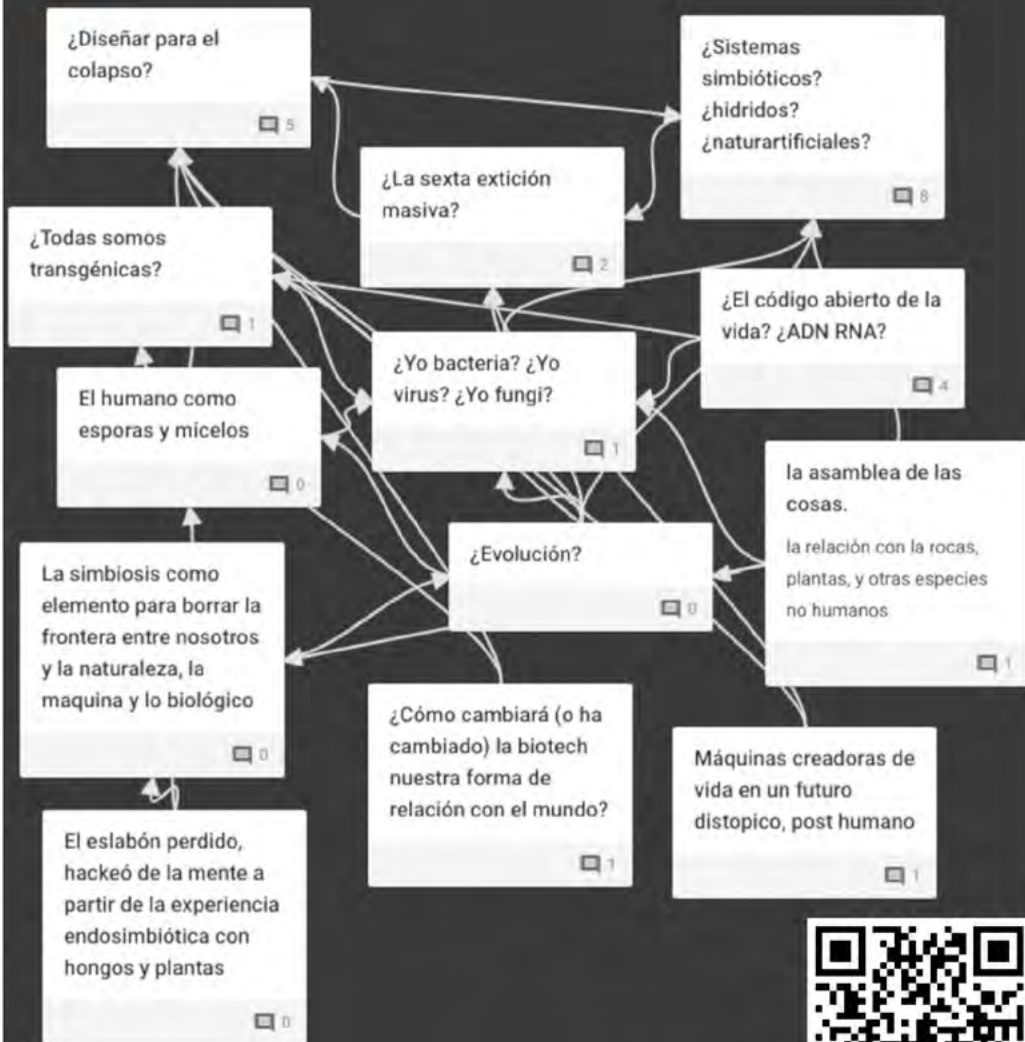 ¿Diseñar para el
colapso?
5
¿Sistemas
simbióticos?
¿hidridos?
¿naturartificiales?
8
¿La sexta extición
masiva?
2
¿Todas somos
transgénicas?
1
¿El código abierto de la
vida? ¿ADN RNA?
4
¿Yo bacteria? ¿Yo
virus? ¿Yo fungi?
1
El humano como
esporas y micelos
0
la asamblea de las
cosas.
la relación con la rocas,
plantas, y otras especies
no humanos
1
¿Evolución?
0
La simbiosis como
elemento para borrar la
frontera entre nosotros
y la naturaleza, la
maquina y lo biológico
0
¿Cómo cambiará (o ha
cambiado) la biotech
nuestra forma de
relación con el mundo?
1
Máquinas creadoras de
vida en un futuro
distopico, post humano
1
El eslabón perdido,
hackeó de la mente a
partir de la experiencia
endosimbiótica con
hongos y plantas
0